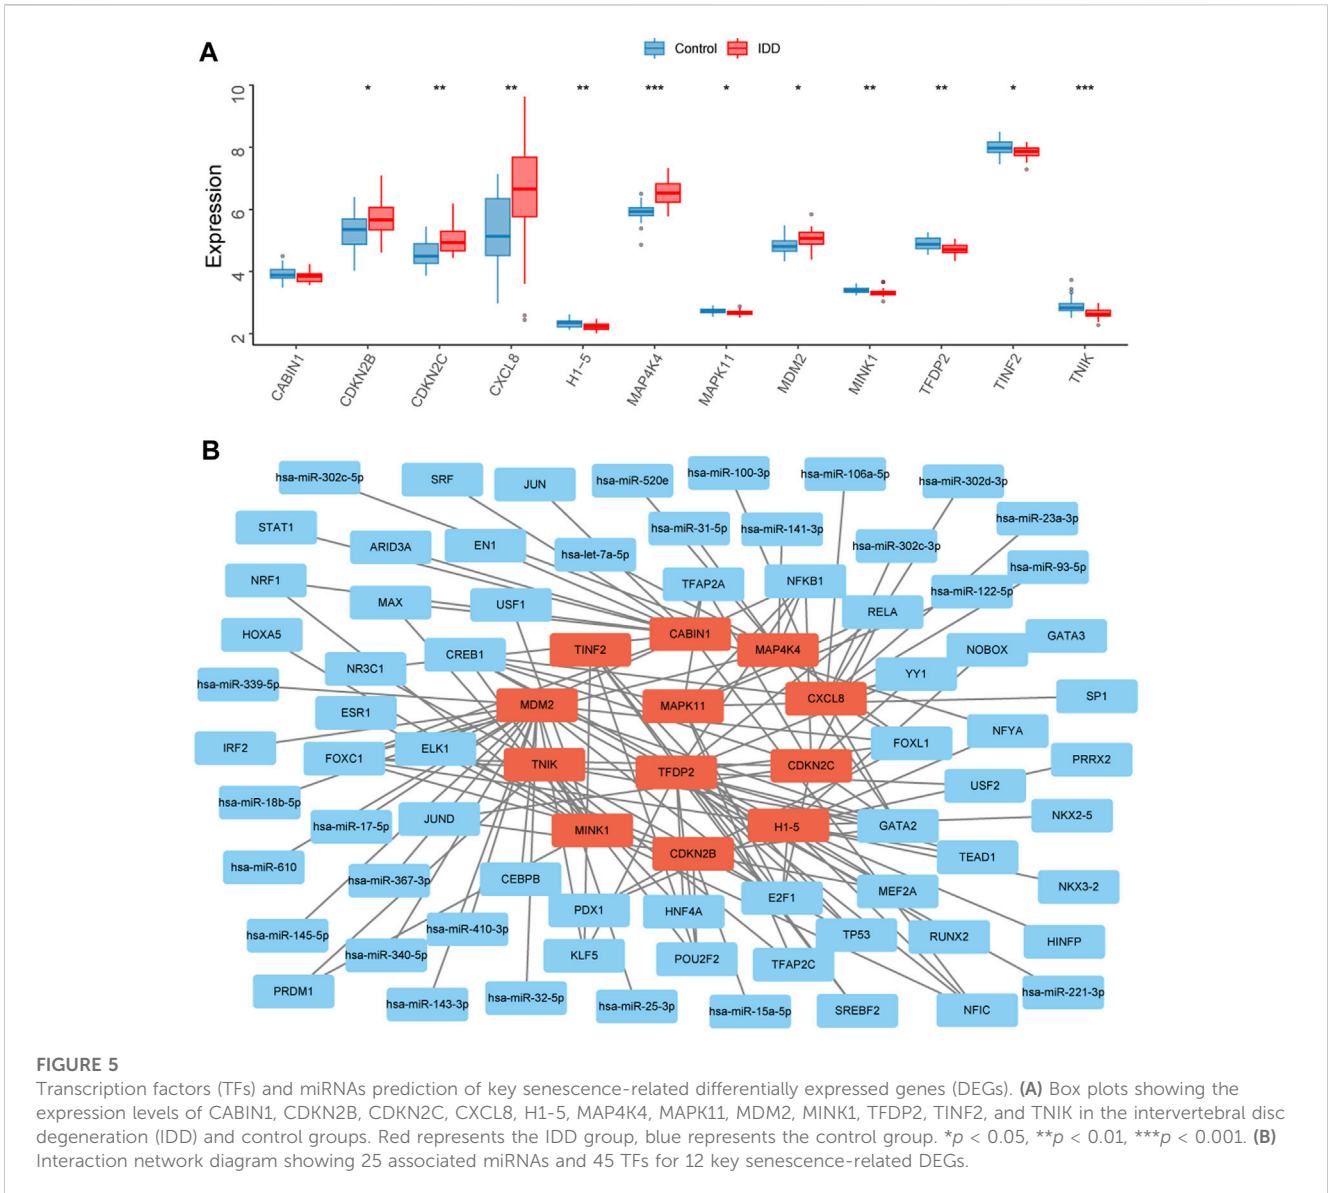 A
Control IDD
* ** ** ** *** * * ** ** * ***
Expression
10
8
6
4
2
CABIN1 CDKN2B CDKN2C CXCL8 H1-5 MAP4K4 MAPK11 MDM2 MINK1 TFDP2 TINF2 TNIK
B
hsa-miR-302c-5p SRF JUN hsa-miR-520e hsa-miR-100-3p hsa-miR-106a-5p hsa-miR-302d-3p
STAT1 ARID3A EN1 hsa-let-7a-5p hsa-miR-31-5p hsa-miR-141-3p hsa-miR-302c-3p hsa-miR-23a-3p
NRF1 MAX USF1 TFAP2A NFKB1 RELA hsa-miR-122-5p hsa-miR-93-5p
HOXA5 NR3C1 CREB1 TINF2 CABIN1 MAP4K4 YY1 NOBOX GATA3
hsa-miR-339-5p ESR1 MDM2 MAPK11 CXCL8 SP1
IRF2 FOXC1 ELK1 TNIK TFDP2 CDKN2C FOXL1 NFYA PRRX2
hsa-miR-18b-5p hsa-miR-17-5p JUND MINK1 H1-5 GATA2 USF2 NKX2-5
hsa-miR-610 hsa-miR-367-3p CEBPB CDKN2B E2F1 MEF2A TEAD1 NKX3-2
hsa-miR-145-5p hsa-miR-340-5p hsa-miR-410-3p PDX1 HNF4A TP53 RUNX2 HINFP
PRDM1 hsa-miR-143-3p hsa-miR-32-5p KLF5 POU2F2 TFAP2C hsa-miR-221-3p
hsa-miR-25-3p hsa-miR-15a-5p SREBF2 NFIC
FIGURE 5
Transcription factors (TFs) and miRNAs prediction of key senescence-related differentially expressed genes (DEGs). (A) Box plots showing the
expression levels of CABIN1, CDKN2B, CDKN2C, CXCL8, H1-5, MAP4K4, MAPK11, MDM2, MINK1, TFDP2, TINF2, and TNIK in the intervertebral disc
degeneration (IDD) and control groups. Red represents the IDD group, blue represents the control group. *p < 0.05, **p < 0.01, ***p < 0.001. (B)
Interaction network diagram showing 25 associated miRNAs and 45 TFs for 12 key senescence-related DEGs.